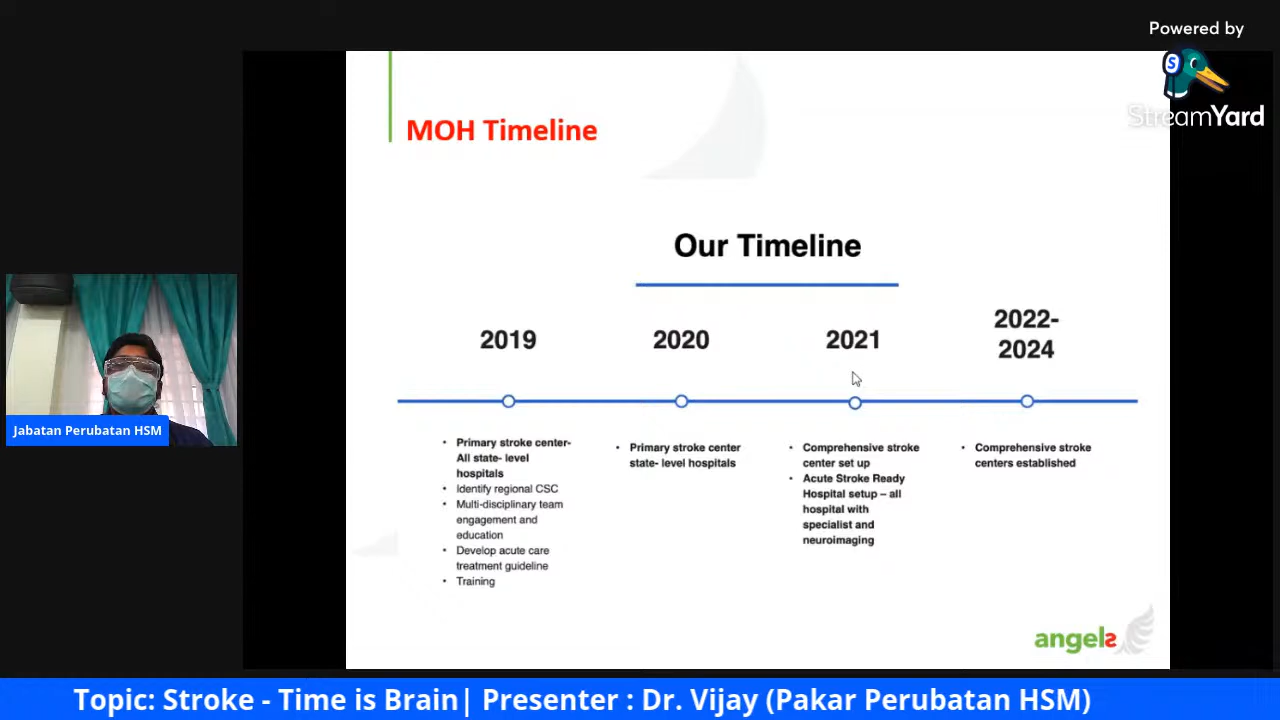 Powered by
S
StreamYard
MOH Timeline
Our Timeline
2019
2020
2021
2022-
2024
• Primary stroke center-
All state- level
hospitals
• Identify regional CSC
• Multi-disciplinary team
engagement and
education
• Develop acute care
treatment guideline
• Training
• Primary stroke center
state- level hospitals
• Comprehensive stroke
center set up
• Acute Stroke Ready
Hospital setup – all
hospital with
specialist and
neuroimaging
• Comprehensive stroke
centers established
Jabatan Perubatan HSM
angels
Topic: Stroke - Time is Brain| Presenter : Dr. Vijay (Pakar Perubatan HSM)